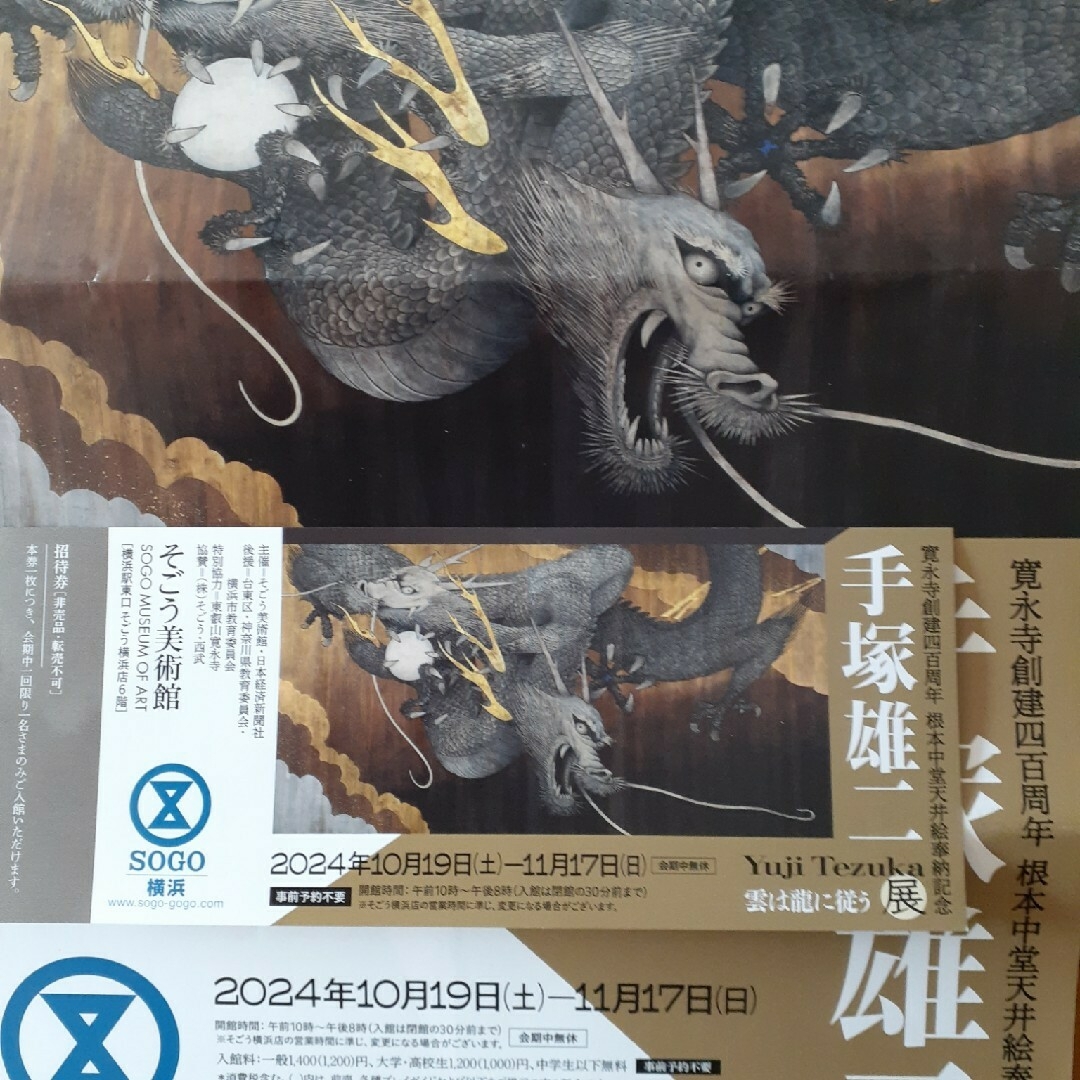 寛永寺創建四百周年 根本中堂天井絵奉納記念
手塚雄二
展
Yuji Tezuka
雲は龍に従う
主催=そごう美術館・日本経済新聞社
後援=台東区・神奈川県教育委員会・
横浜市教育委員会
特別協力=東叡山寛永寺
協賛=(株)そごう・西武
そごう美術館
SOGO MUSEUM OF ART
[横浜駅東口 そごう横浜店6階]
招待券[非売品・転売不可]
本券一枚につき、会期中一回限り一名さまのみご入館いただけます。
SOGO
横浜
www.sogo-gogo.com
2024年10月19日(土)—11月17日(日) 会期中無休
事前予約不要
開館時間:午前10時〜午後8時(入館は閉館の30分前まで)
※そごう横浜店の営業時間に準じ、変更になる場合がございます。
寛永寺創建四百周年 根本中堂天井絵
塚雄
2024年10月19日(土)—11月17日(日)
開館時間:午前10時〜午後8時(入館は閉館の30分前まで)
※そごう横浜店の営業時間に準じ、変更になる場合がございます。 会期中無休
入館料:一般1,400(1,200)円、大学・高校生1,200(1,000)円、中学生以下無料 事前予約不要